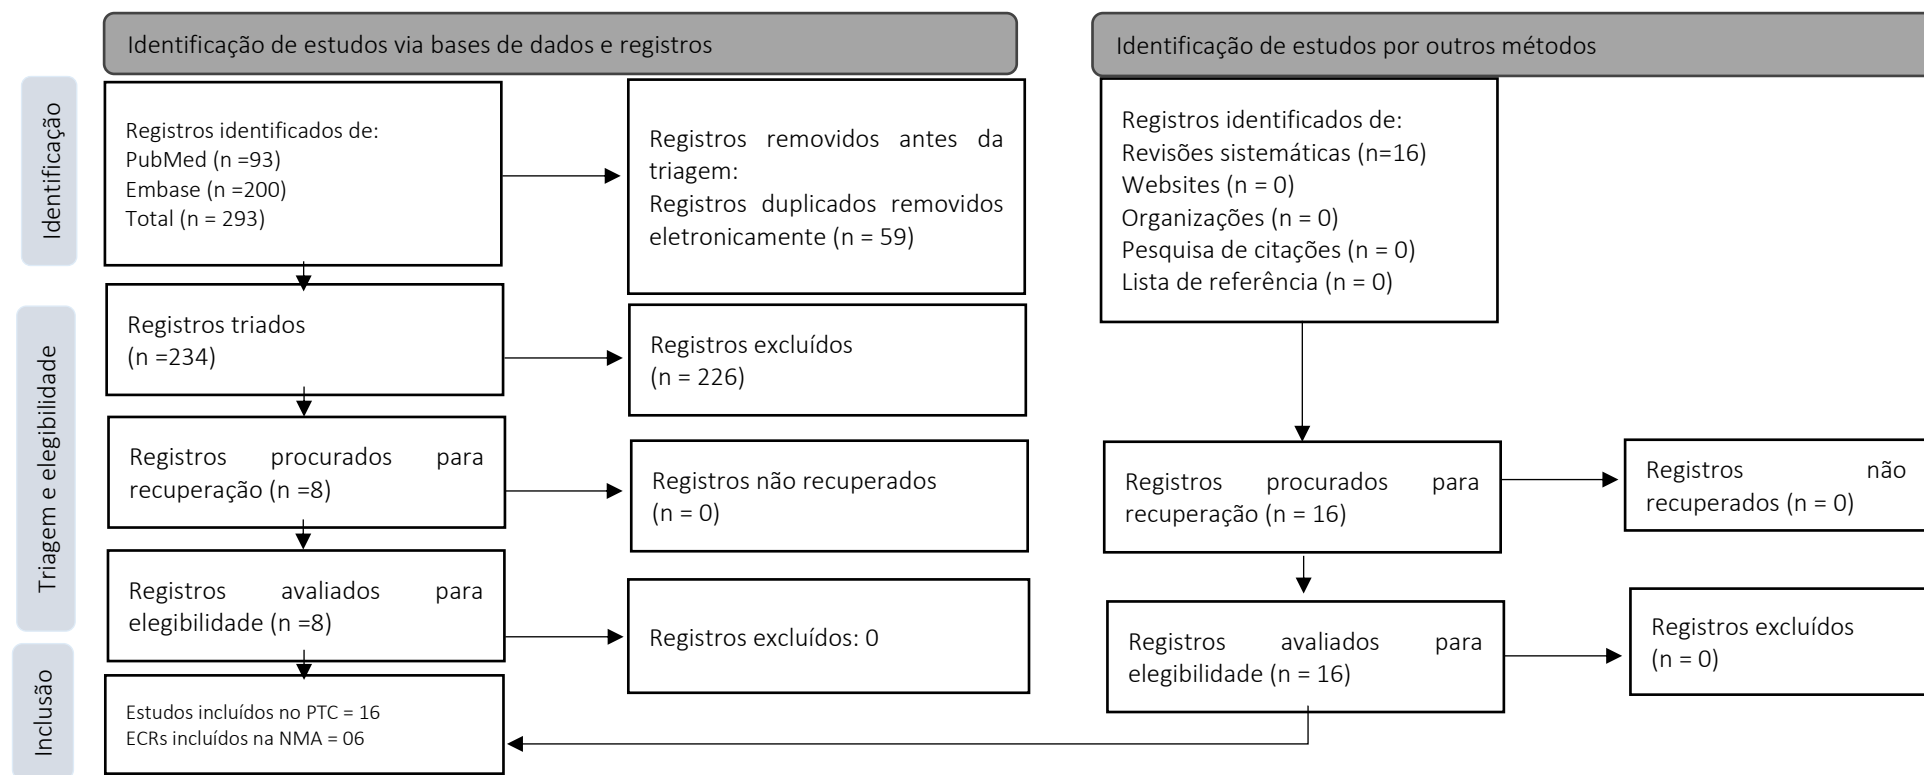 Identificação de estudos via bases de dados e registros
Identificação de estudos por outros métodos
Identificação
Registros identificados de:
PubMed (n =93)
Embase (n =200)
Total (n = 293)
Registros removidos antes da
triagem:
Registros duplicados removidos
eletronicamente (n = 59)
Registros identificados de:
Revisões sistemáticas (n=16)
Websites (n = 0)
Organizações (n = 0)
Pesquisa de citações (n = 0)
Lista de referência (n = 0)
Triagem e elegibilidade
Registros triados
(n =234)
Registros excluídos
(n = 226)
Registros procurados para
recuperação (n =8)
Registros não recuperados
(n = 0)
Registros procurados para
recuperação (n = 16)
Registros não
recuperados (n = 0)
Registros avaliados para
elegibilidade (n =8)
Registros excluídos: 0
Registros avaliados para
elegibilidade (n = 16)
Registros excluídos
(n = 0)
Inclusão
Estudos incluídos no PTC = 16
ECRs incluídos na NMA = 06